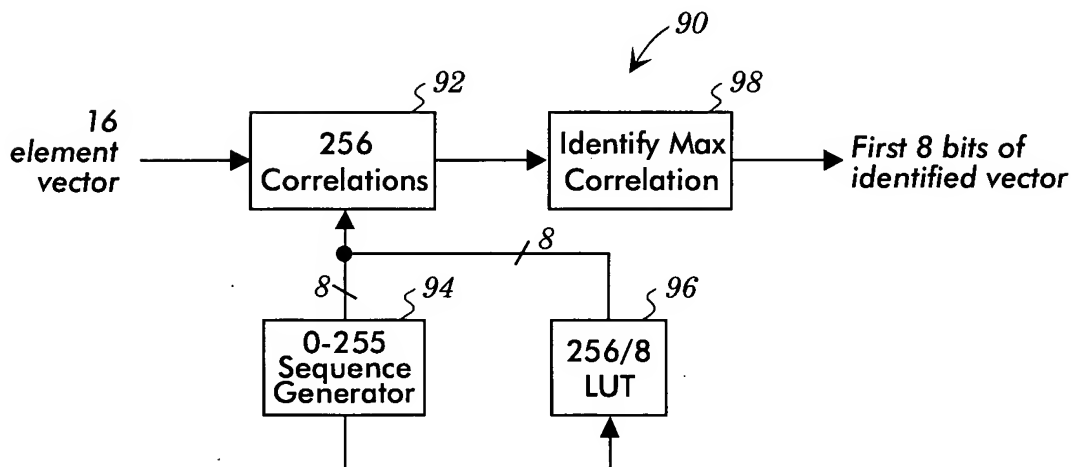 90
92
98
16
element
vector
256
Correlations
Identify Max
Correlation
First 8 bits of
identified vector
8
8
94
96
0-255
Sequence
Generator
256/8
LUT